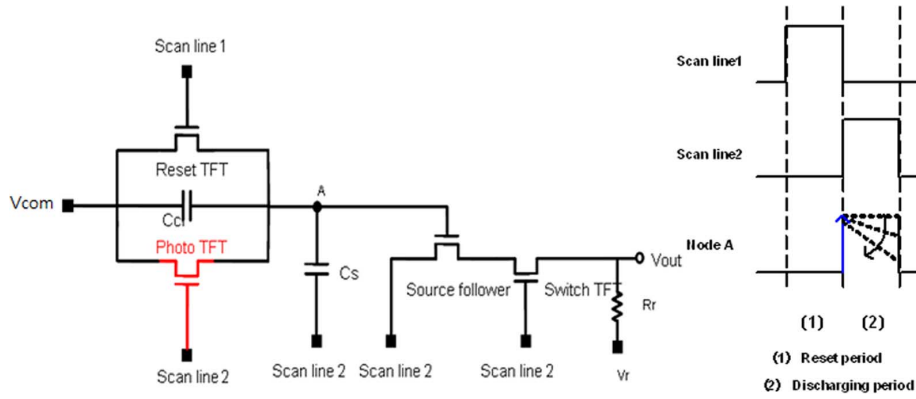 Scan line 1
Reset TFT
Vcom
Cc
Photo TFT
Scan line 2
A
Cs
Scan line 2
Source follower
Scan line 2
Switch TFT
Scan line 2
Vout
Rr
Vr
Scan line1
Scan line2
Node A
(1)
(2)
(1) Reset period
(2) Discharging period